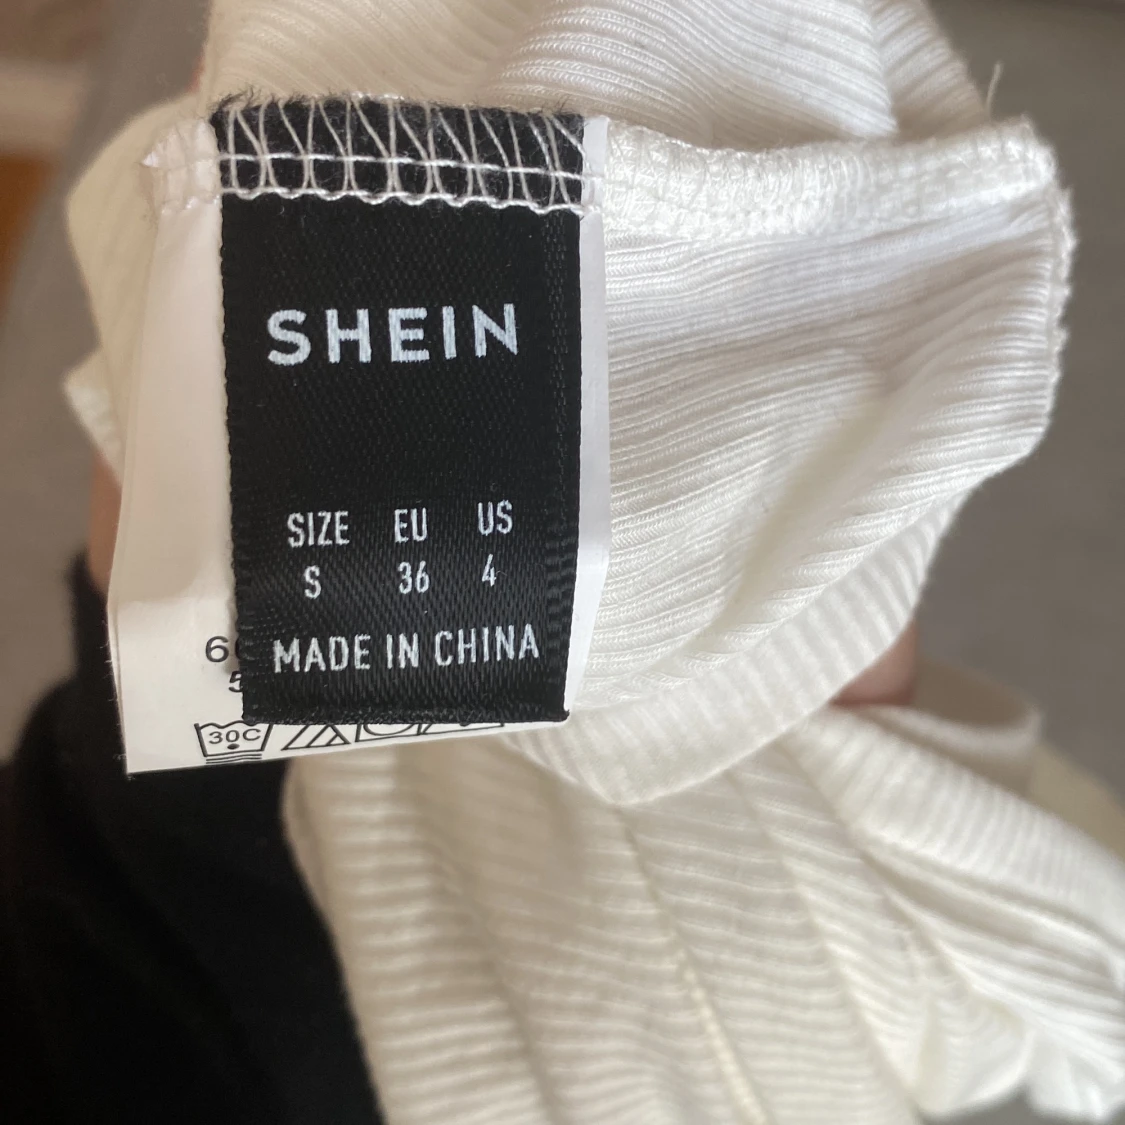 SHEIN
SIZE EU US
S 36 4
MADE IN CHINA
30C